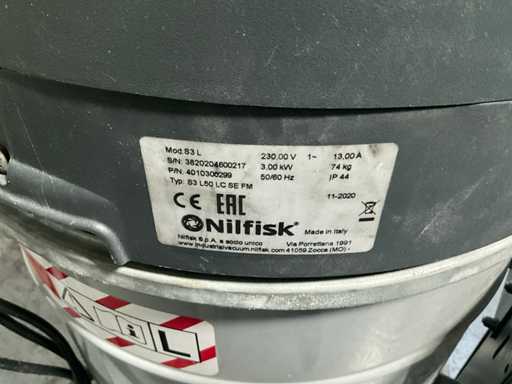 Mod.S3 L 230.00 V 1~ 13.00 A
S/N: 3820204600217 3.00 kW 74 kg
P/N: 4010300299 50/60 Hz IP 44
Typ: S3 L50 LC SE FM 11-2020
CE EAC
Nilfisk Made in Italy
Nilfisk S.p.A. a socio unico Via Porrettana 1991
www.industrialvacuum.nilfisk.com 41059 Zocca (MO) -
L